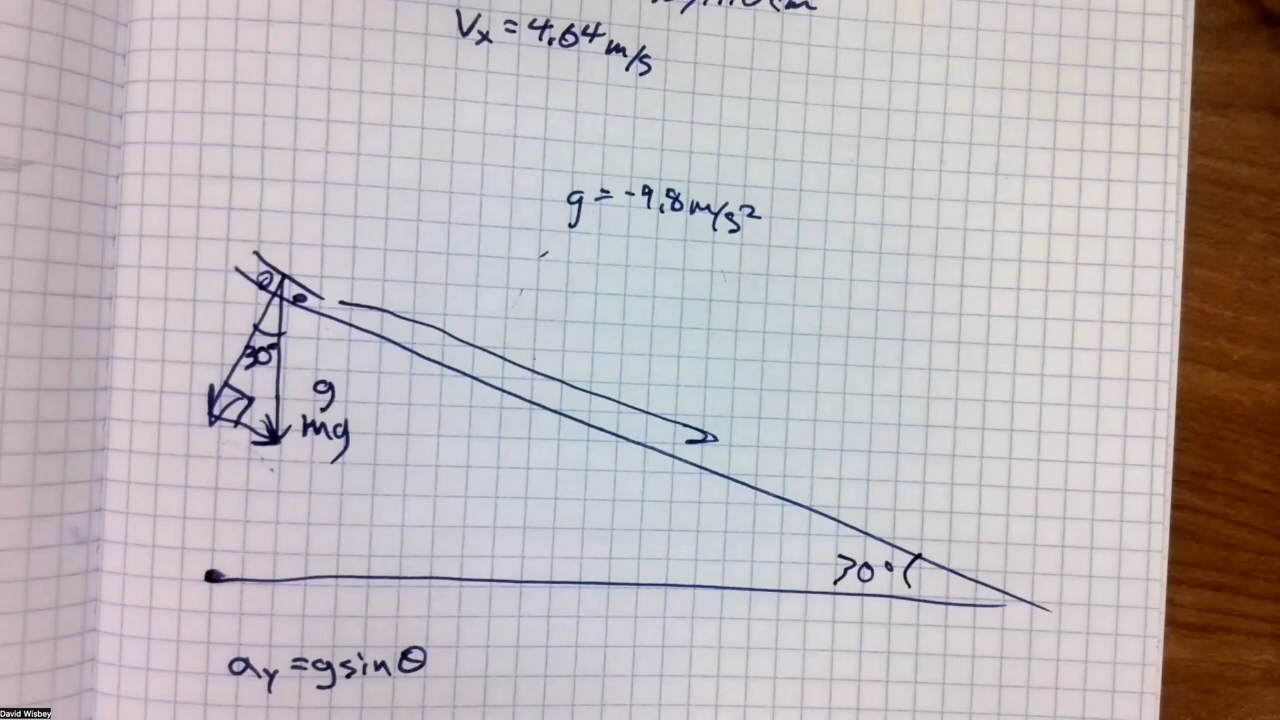 Vx = 4.64 m/s
g = -9.8 m/s²
30°
g
mg
30°
ay = g sin θ
David Wisbey